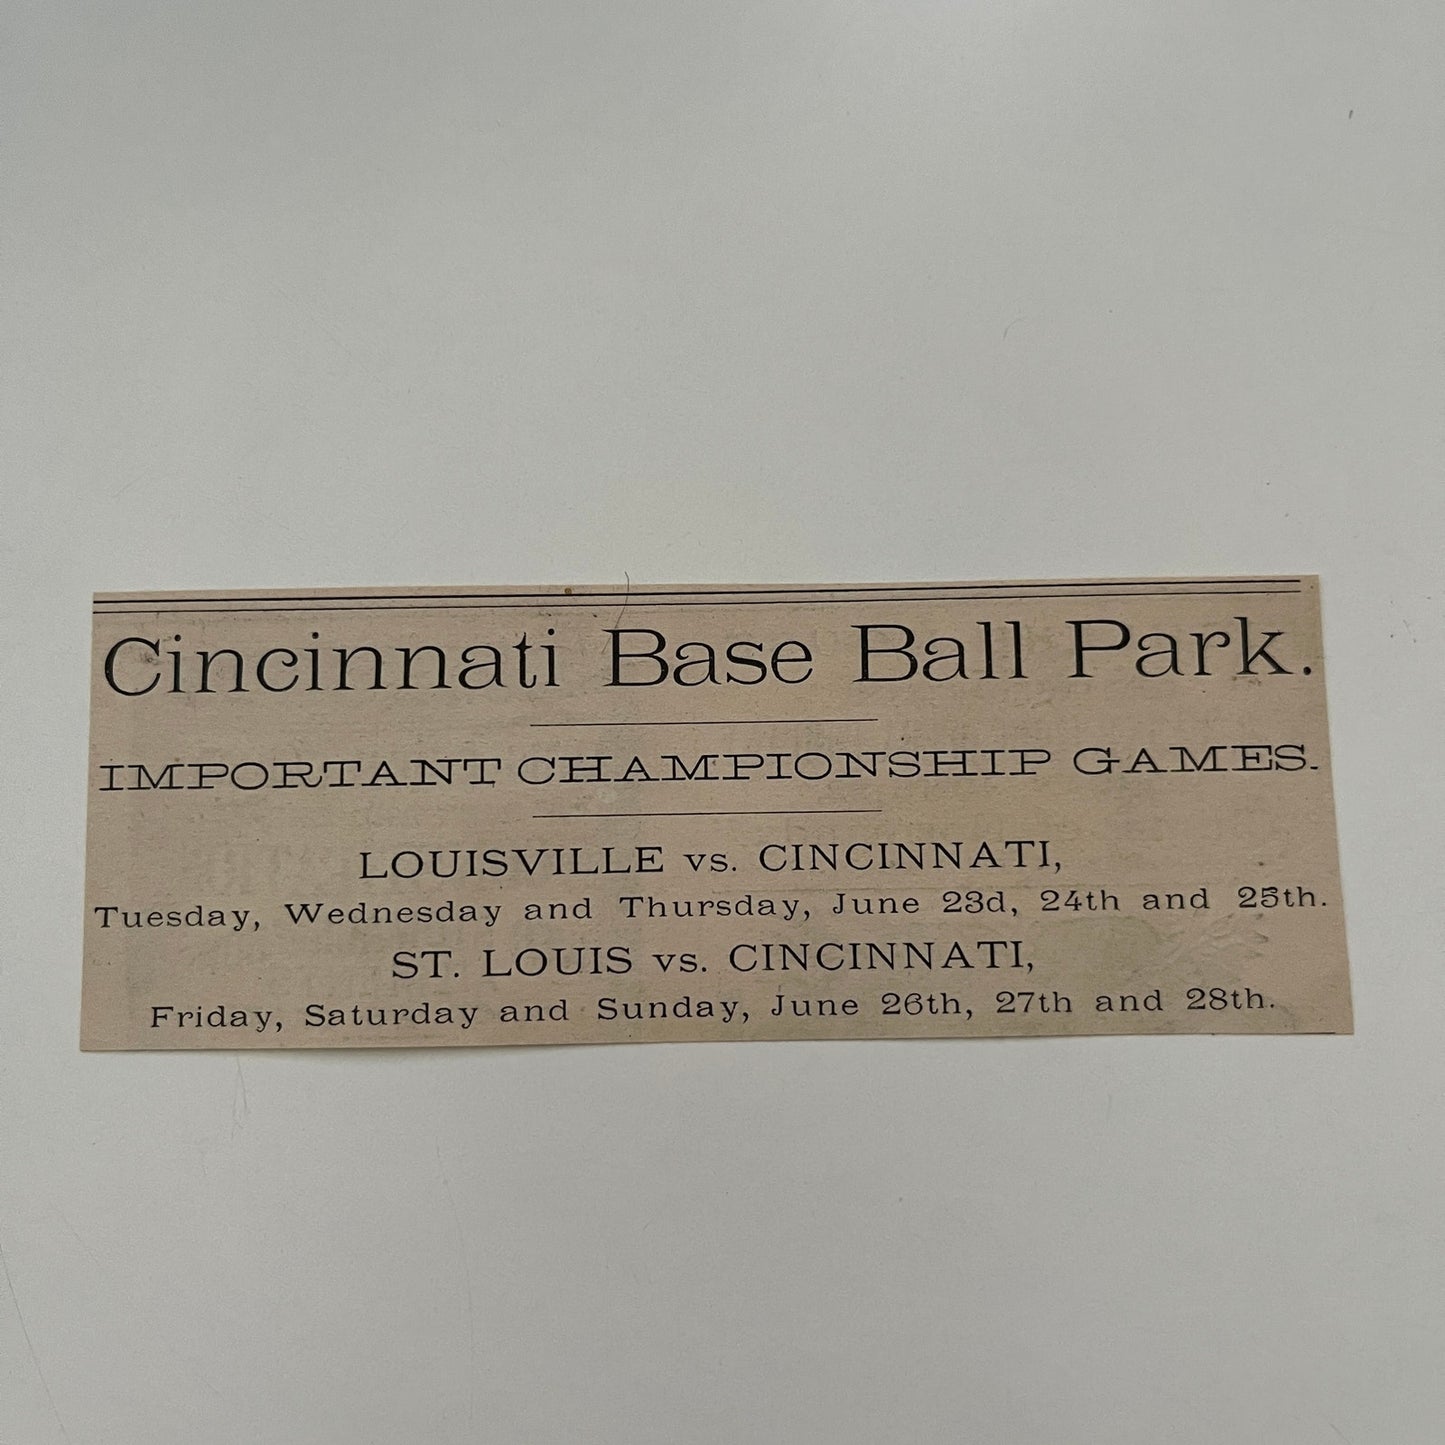 Cincinnati Base Ball Park.
IMPORTANT CHAMPIONSHIP GAMES.
LOUISVILLE vs. CINCINNATI,
Tuesday, Wednesday and Thursday, June 23d, 24th and 25th.
ST. LOUIS vs. CINCINNATI,
Friday, Saturday and Sunday, June 26th, 27th and 28th.